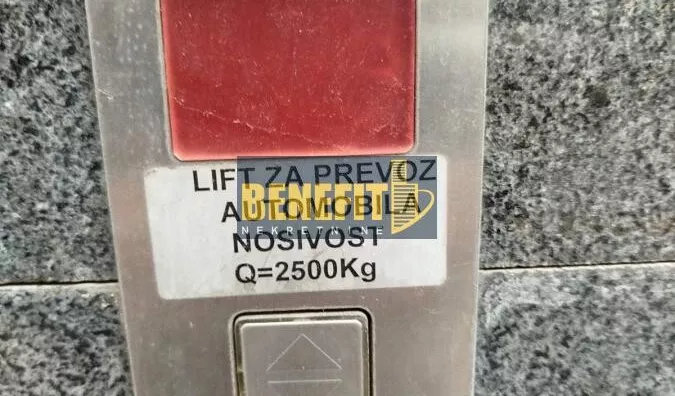 LIFT ZA PREVOZ
AUTOMOBILA
NOSIVOST
Q=2500Kg
BENEFIT
NEKRETNINE